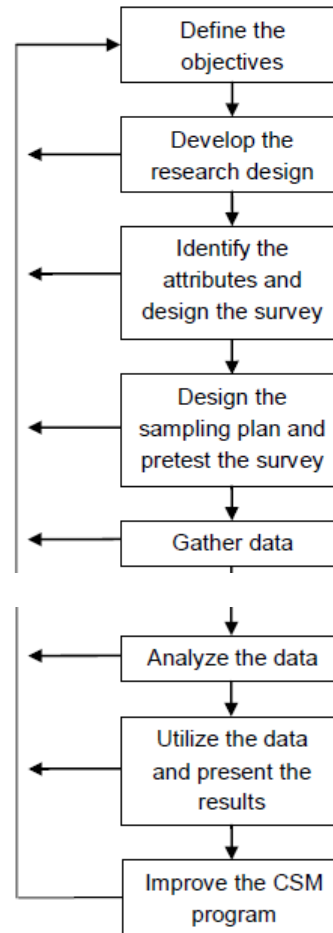 Define the
objectives
Develop the
research design
Identify the
attributes and
design the survey
Design the
sampling plan and
pretest the survey
Gather data
Analyze the data
Utilize the data
and present the
results
Improve the CSM
program